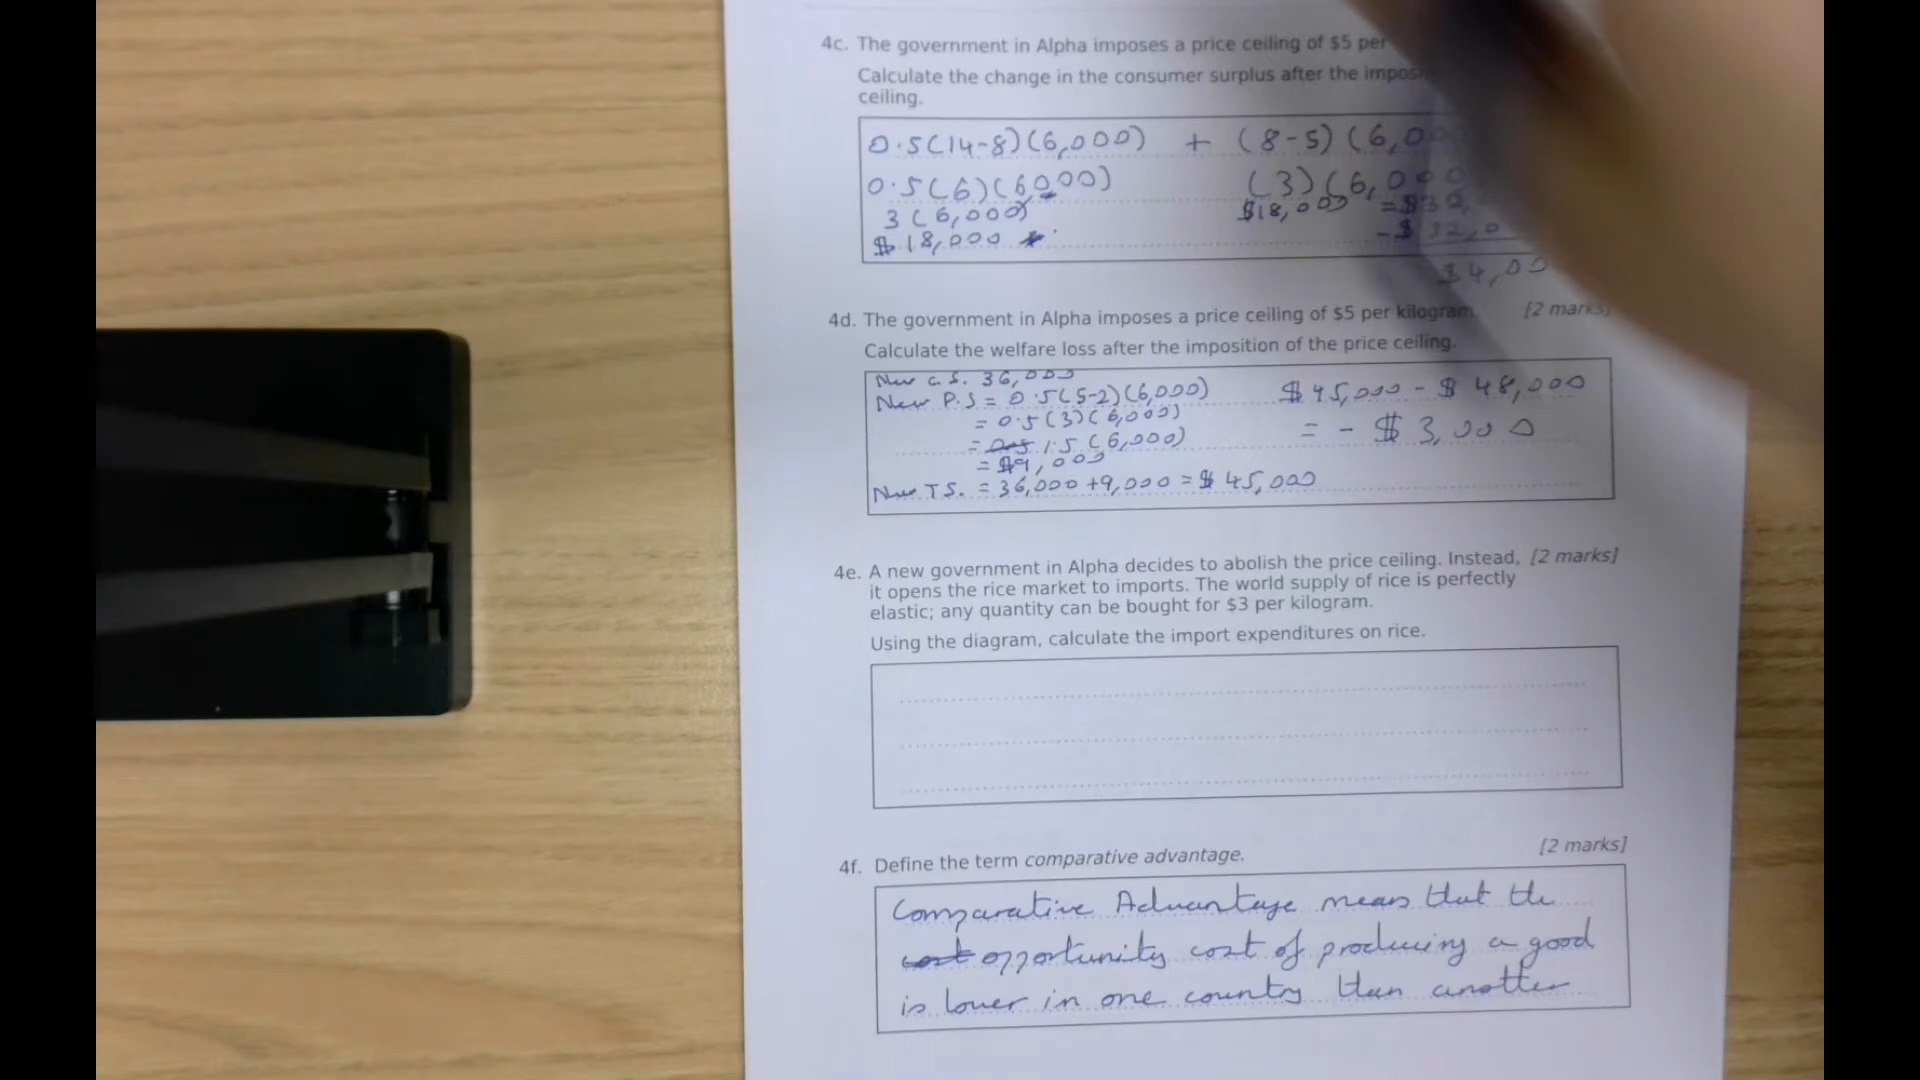 4c. The government in Alpha imposes a price ceiling of $5 per
Calculate the change in the consumer surplus after the
ceiling.
0.5(14-8)(6,000) + (8-5)(6,0
0.5(6)(6000) (3)(6,000
3(6,000) $18,000 =$30,
$18,000 -$32,0
$4,00
4d. The government in Alpha imposes a price ceiling of $5 per kilogram. [2 marks]
Calculate the welfare loss after the imposition of the price ceiling.
New C.S. 36,000
New P.S = 0.5(5-2)(6,000) $45,000 - $48,000
= 0.5(3)(6,000)
= 1.5(6,000) = - $3,000
= $9,000
New TS. = 36,000+9,000 = $45,000
4e. A new government in Alpha decides to abolish the price ceiling. Instead, [2 marks]
it opens the rice market to imports. The world supply of rice is perfectly
elastic; any quantity can be bought for $3 per kilogram.
Using the diagram, calculate the import expenditures on rice.
4f. Define the term comparative advantage. [2 marks]
Comparative Advantage means that the
cost opportunity cost of producing a good
is lower in one country than another